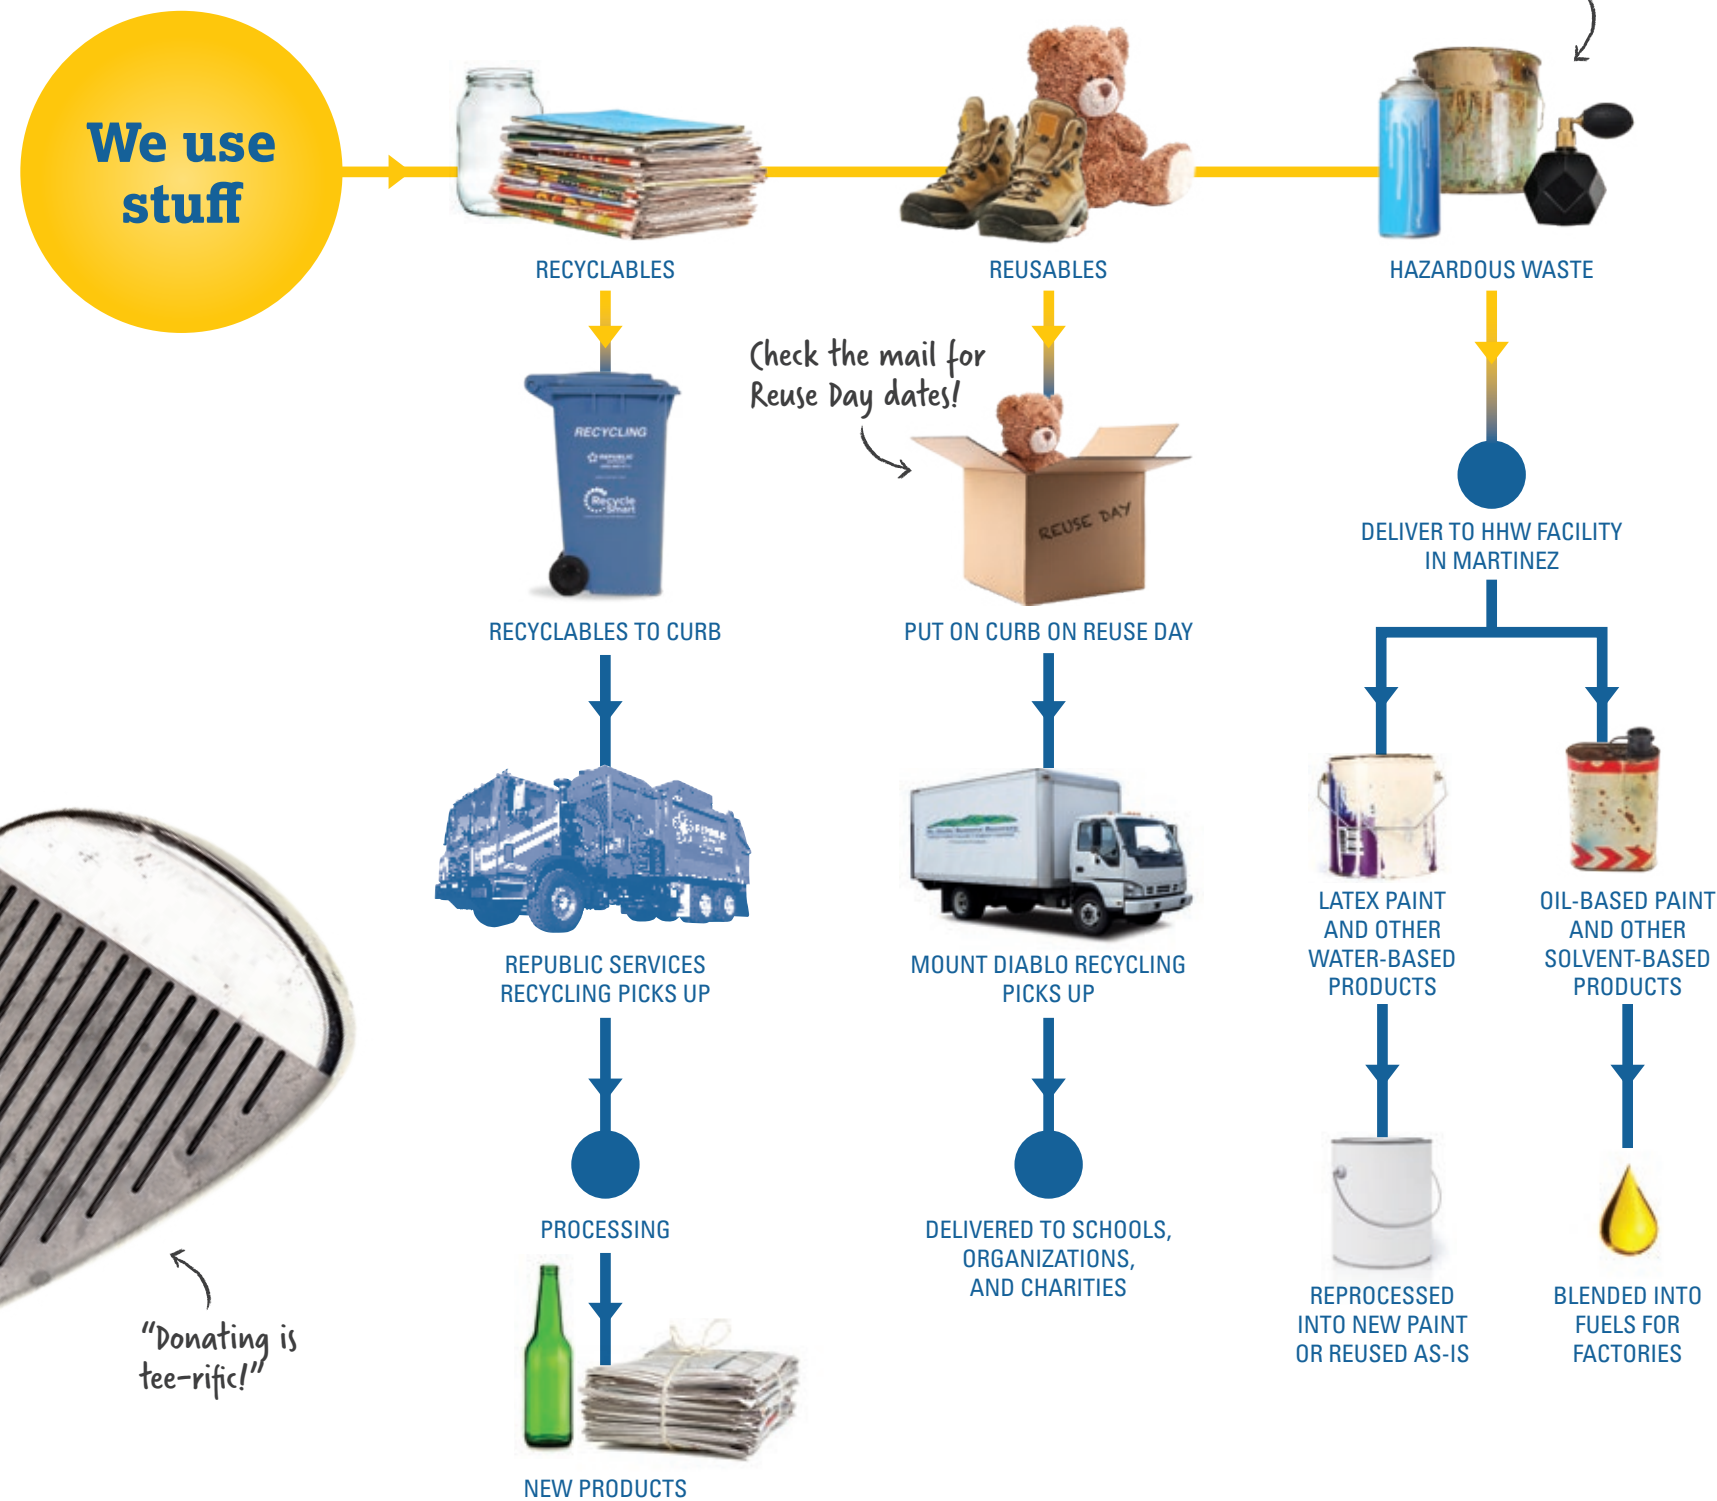 We use
stuff
RECYCLABLES
REUSABLES
HAZARDOUS WASTE
Check the mail for
Reuse Day dates!
RECYCLING
REPUBLIC
Recycle
Smart
REUSE DAY
DELIVER TO HHW FACILITY
IN MARTINEZ
RECYCLABLES TO CURB
PUT ON CURB ON REUSE DAY
REPUBLIC SERVICES
RECYCLING PICKS UP
MOUNT DIABLO RECYCLING
PICKS UP
LATEX PAINT
AND OTHER
WATER-BASED
PRODUCTS
OIL-BASED PAINT
AND OTHER
SOLVENT-BASED
PRODUCTS
PROCESSING
DELIVERED TO SCHOOLS,
ORGANIZATIONS,
AND CHARITIES
REPROCESSED
INTO NEW PAINT
OR REUSED AS-IS
BLENDED INTO
FUELS FOR
FACTORIES
"Donating is
tee-rific!"
NEW PRODUCTS